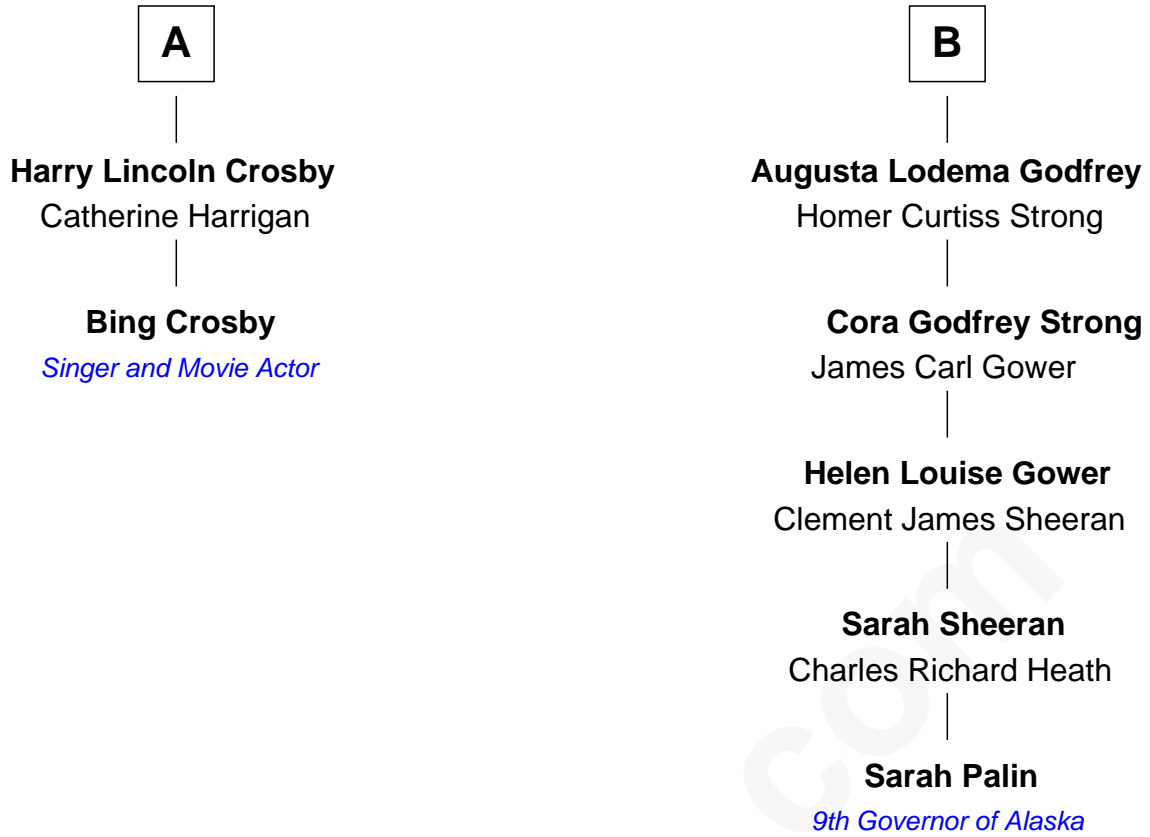 A
Harry Lincoln Crosby
Catherine Harrigan
Bing Crosby
Singer and Movie Actor
B
Augusta Lodema Godfrey
Homer Curtiss Strong
Cora Godfrey Strong
James Carl Gower
Helen Louise Gower
Clement James Sheeran
Sarah Sheeran
Charles Richard Heath
Sarah Palin
9th Governor of Alaska
com